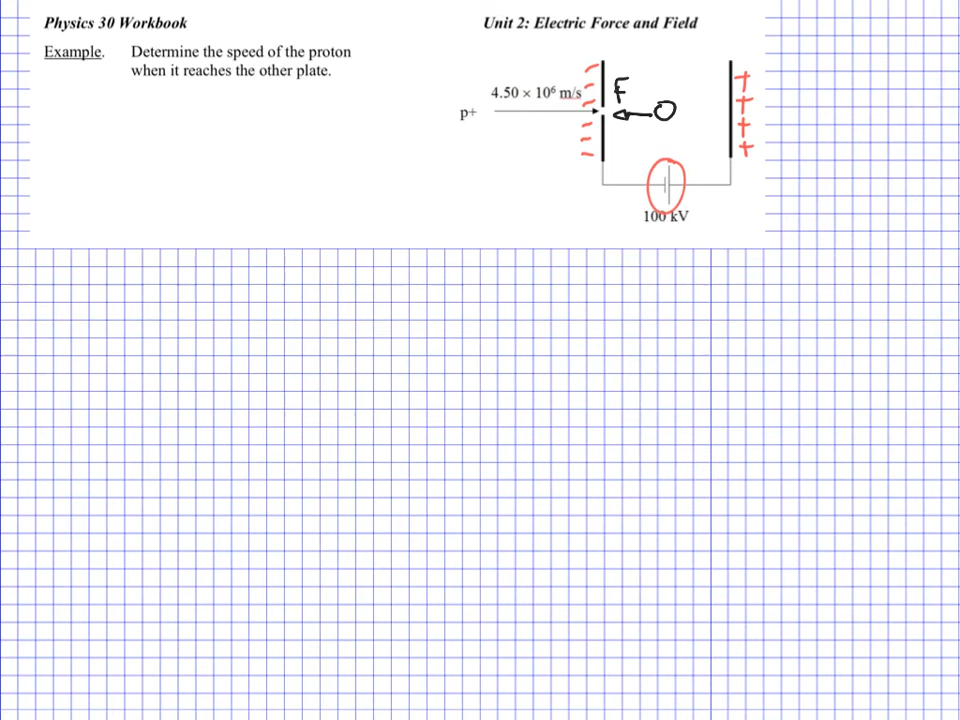 Physics 30 Workbook Unit 2: Electric Force and Field
Example. Determine the speed of the proton
when it reaches the other plate.
4.50 × 10⁶ m/s
F
p+
100 kV